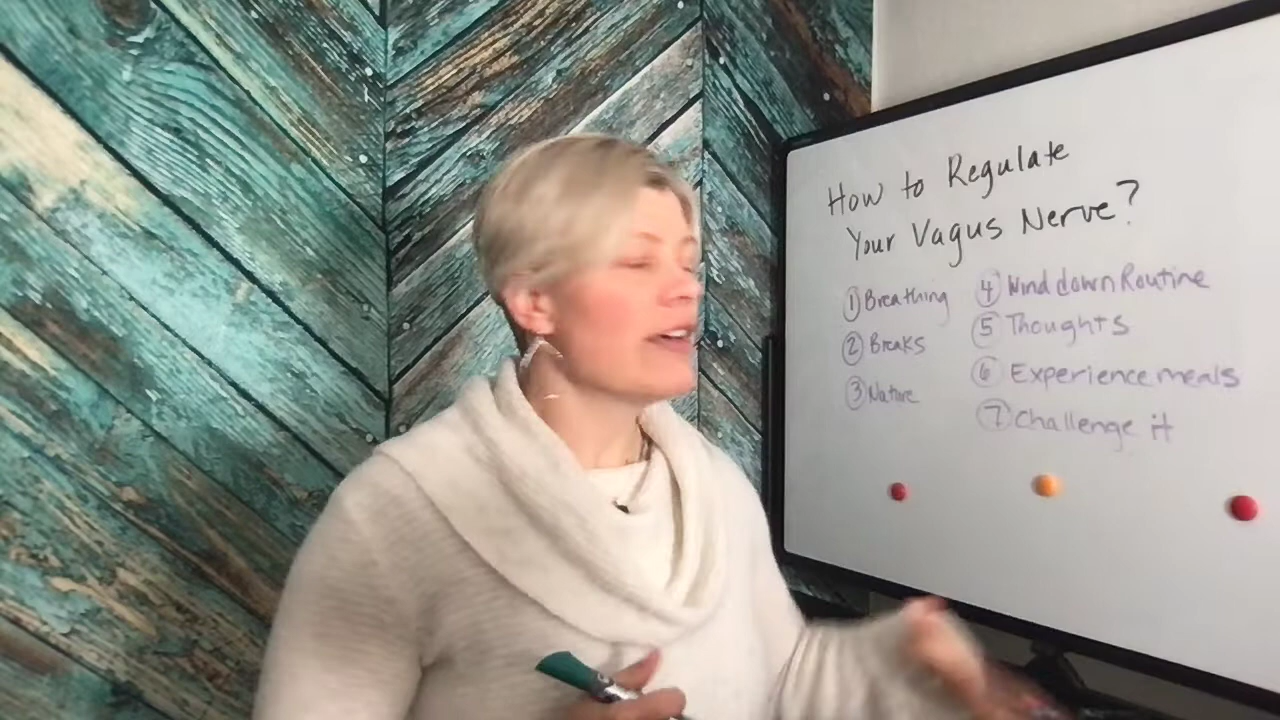 How to Regulate
Your Vagus Nerve?
① Breathing
② Breaks
③ Nature
④ Wind down Routine
⑤ Thoughts
⑥ Experience meals
⑦ Challenge it